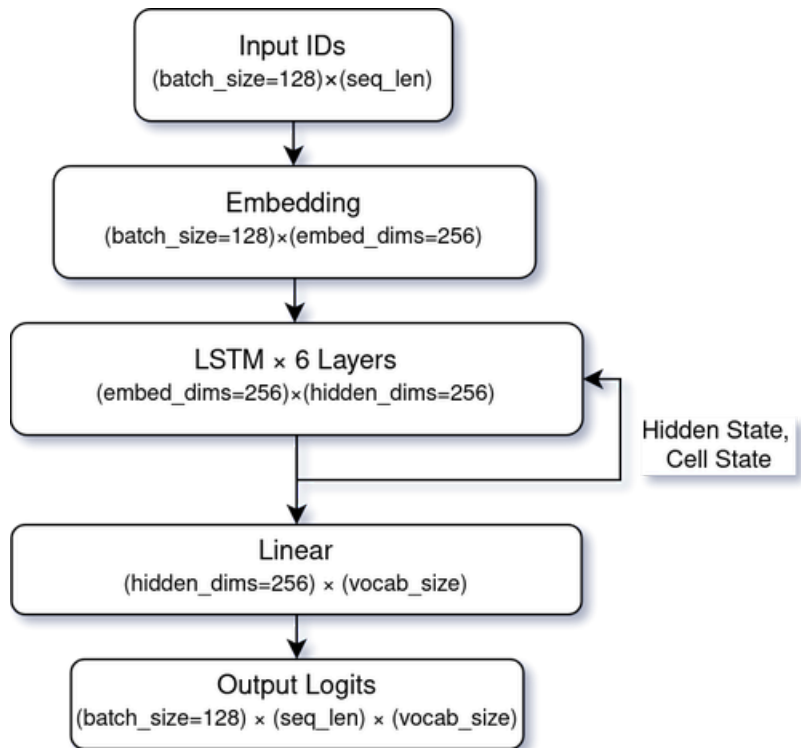 Input IDs
(batch_size=128)×(seq_len)
Embedding
(batch_size=128)×(embed_dims=256)
LSTM × 6 Layers
(embed_dims=256)×(hidden_dims=256)
Hidden State,
Cell State
Linear
(hidden_dims=256) × (vocab_size)
Output Logits
(batch_size=128) × (seq_len) × (vocab_size)